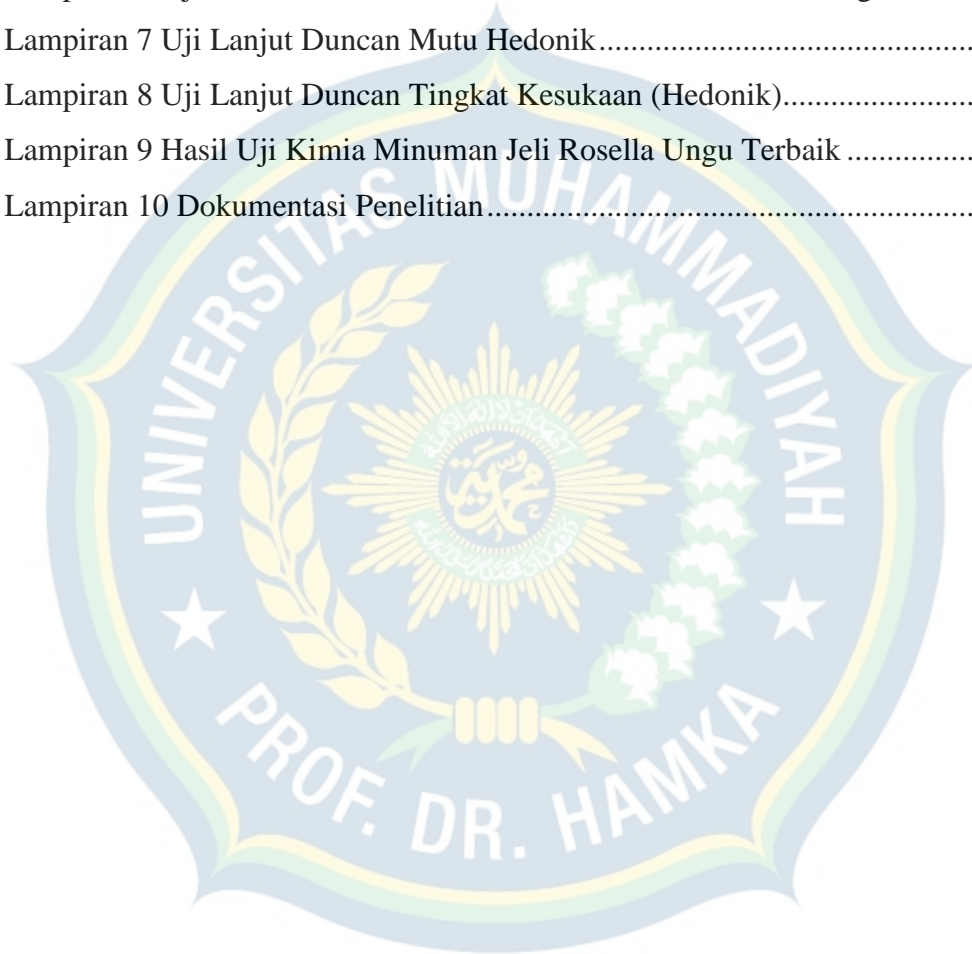 Lampiran 7 Uji Lanjut Duncan Mutu Hedonik....................................................
Lampiran 8 Uji Lanjut Duncan Tingkat Kesukaan (Hedonik)........................
Lampiran 9 Hasil Uji Kimia Minuman Jeli Rosella Ungu Terbaik ................
Lampiran 10 Dokumentasi Penelitian.............................................................
UNIVERSITAS MUHAMMADIYAH
PROF. DR. HAMKA